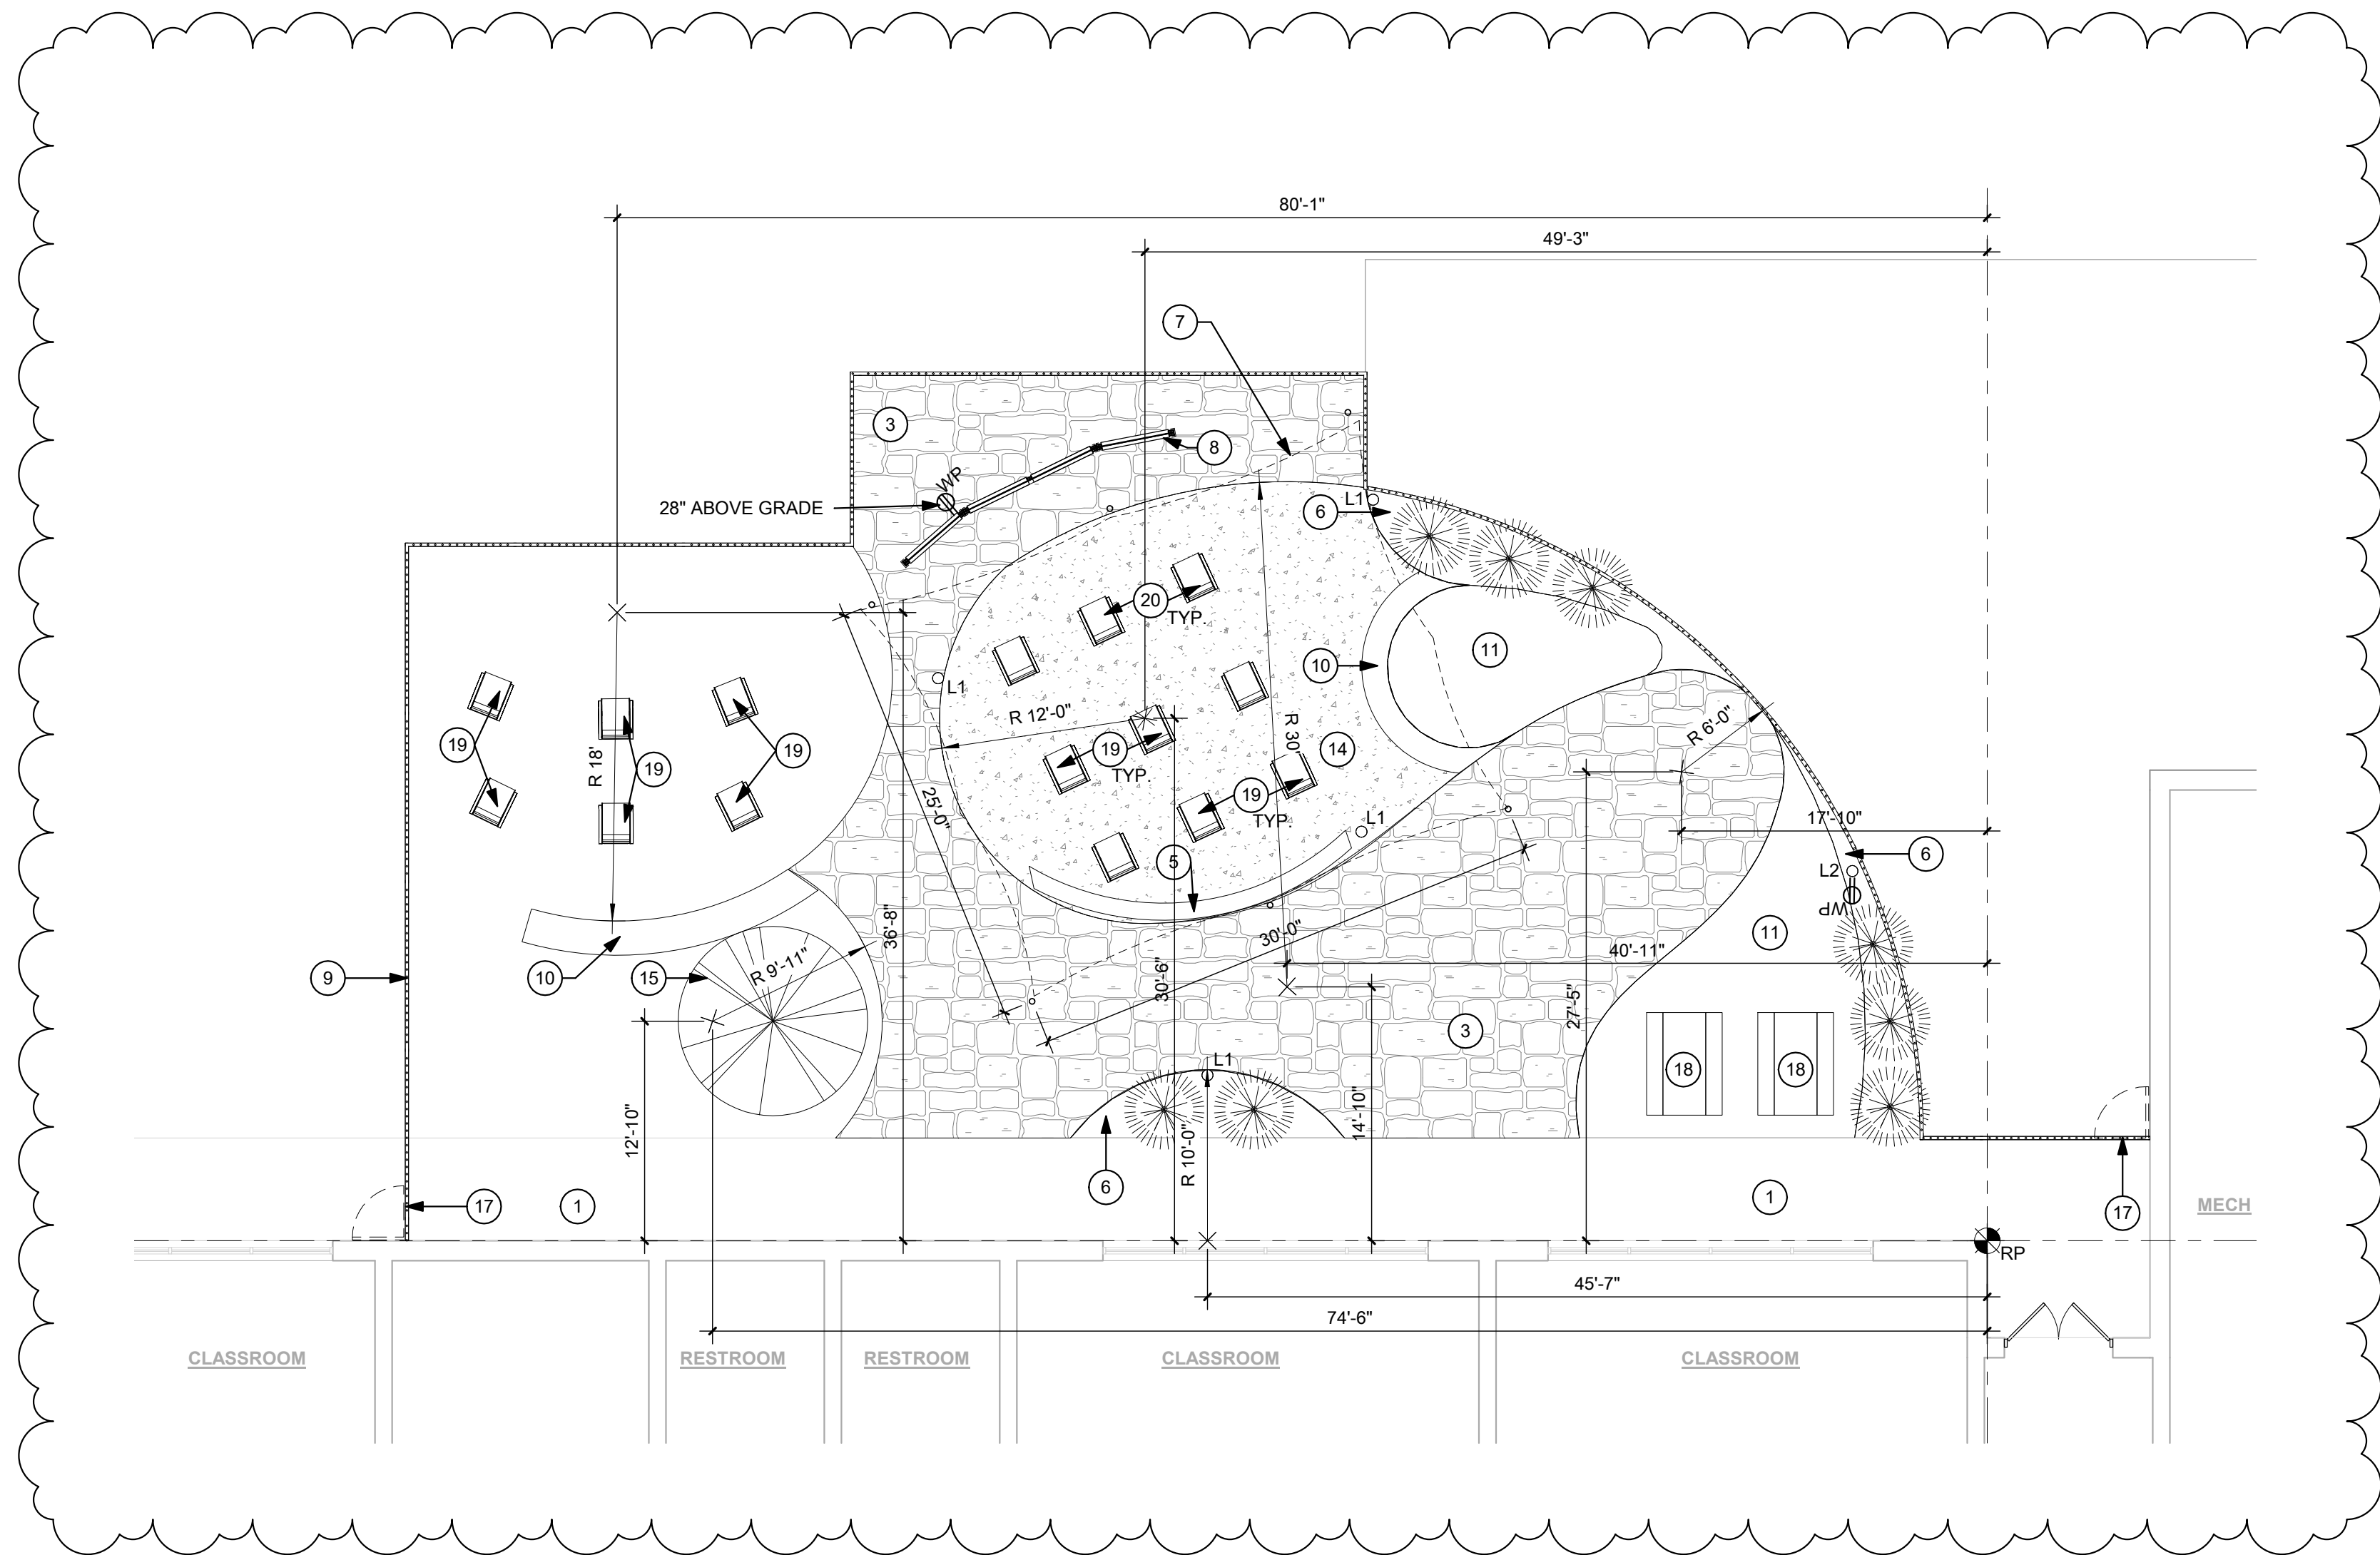 80'-1"
49'-3"
7
3
8
WP
28" ABOVE GRADE
L1
6
20
TYP.
11
10
L1
R 12'-0"
R 30'
14
R 6'-0"
19
19
19
R 18'
19
TYP.
19
TYP.
25'-0"
L1
17'-10"
5
6
L2
WP
36'-8"
30'-0"
11
40'-11"
9
10
15
R 9'-11"
30'-6"
27'-5"
3
L1
18
18
12'-10"
R 10'-0"
14'-10"
6
17
1
1
17
MECH
RP
45'-7"
74'-6"
CLASSROOM
RESTROOM
RESTROOM
CLASSROOM
CLASSROOM